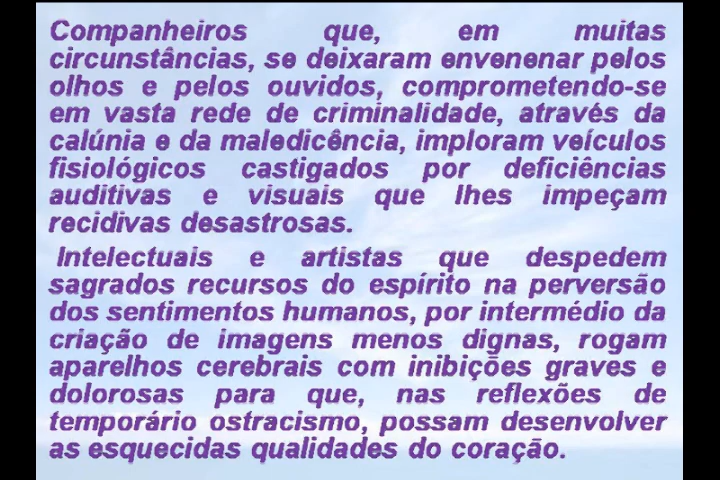 Companheiros que, em muitas
circunstâncias, se deixaram envenenar pelos
olhos e pelos ouvidos, comprometendo-se
em vasta rede de criminalidade, através da
calúnia e da maledicência, imploram veículos
fisiológicos castigados por deficiências
auditivas e visuais que lhes impeçam
recidivas desastrosas.
Intelectuais e artistas que despedem
sagrados recursos do espírito na perversão
dos sentimentos humanos, por intermédio da
criação de imagens menos dignas, rogam
aparelhos cerebrais com inibições graves e
dolorosas para que, nas reflexões de
temporário ostracismo, possam desenvolver
as esquecidas qualidades do coração.